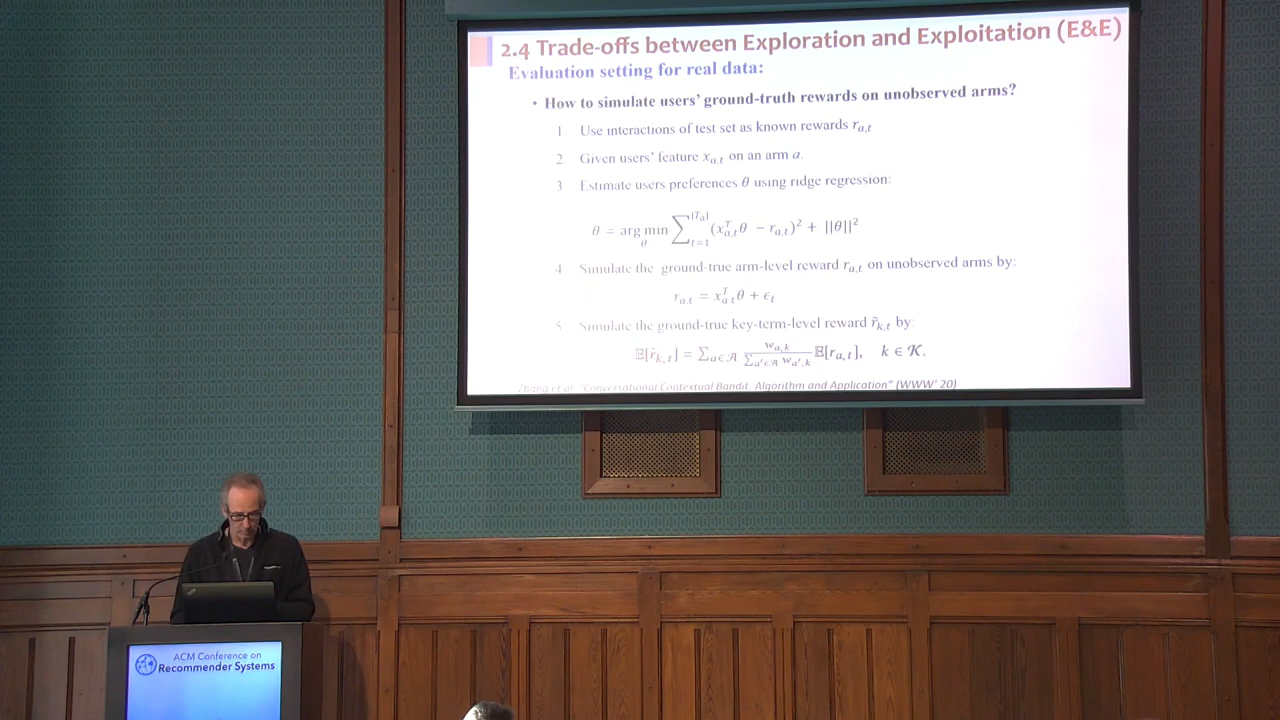 2.4 Trade-offs between Exploration and Exploitation (E&E)
Evaluation setting for real data:
• How to simulate users' ground-truth rewards on unobserved arms?
1 Use interactions of test set as known rewards r_{a,t}
2 Given users' feature x_{a,t} on an arm a.
3 Estimate users preferences θ using ridge regression:
θ = arg min_θ ∑_{t=1}^{|T_a|} (x_{a,t}^T θ − r_{a,t})² + ||θ||²
4 Simulate the ground-true arm-level reward r_{a,t} on unobserved arms by:
r_{a,t} = x_{a,t}^T θ + ϵ_t
5 Simulate the ground-true key-term-level reward r̃_{k,t} by:
𝔼[r̃_{k,t}] = ∑_{a∈𝒜} \frac{w_{a,k}}{∑_{a'∈𝒜} w_{a',k}} 𝔼[r_{a,t}], k ∈ 𝒦.
Zhang et al. "Conversational Contextual Bandit: Algorithm and Application" (WWW' 20)
ACM Conference on
Recommender Systems